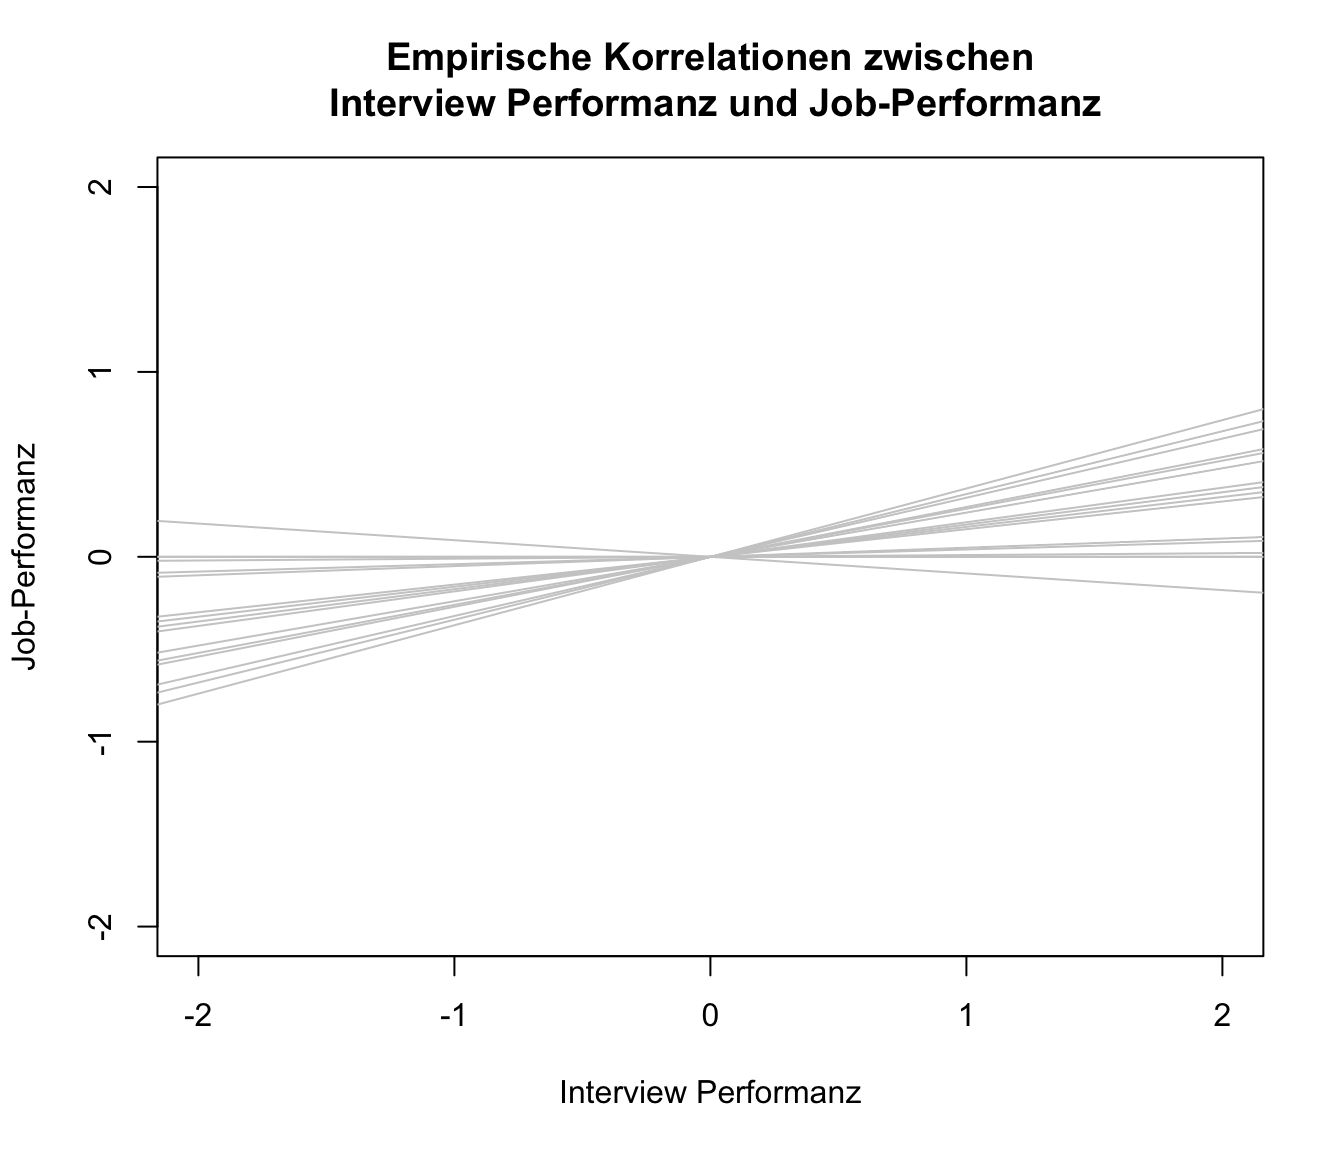 Empirische Korrelationen zwischen
Interview Performanz und Job-Performanz
2
1
0
-1
-2
Job-Performanz
-2 -1 0 1 2
Interview Performanz